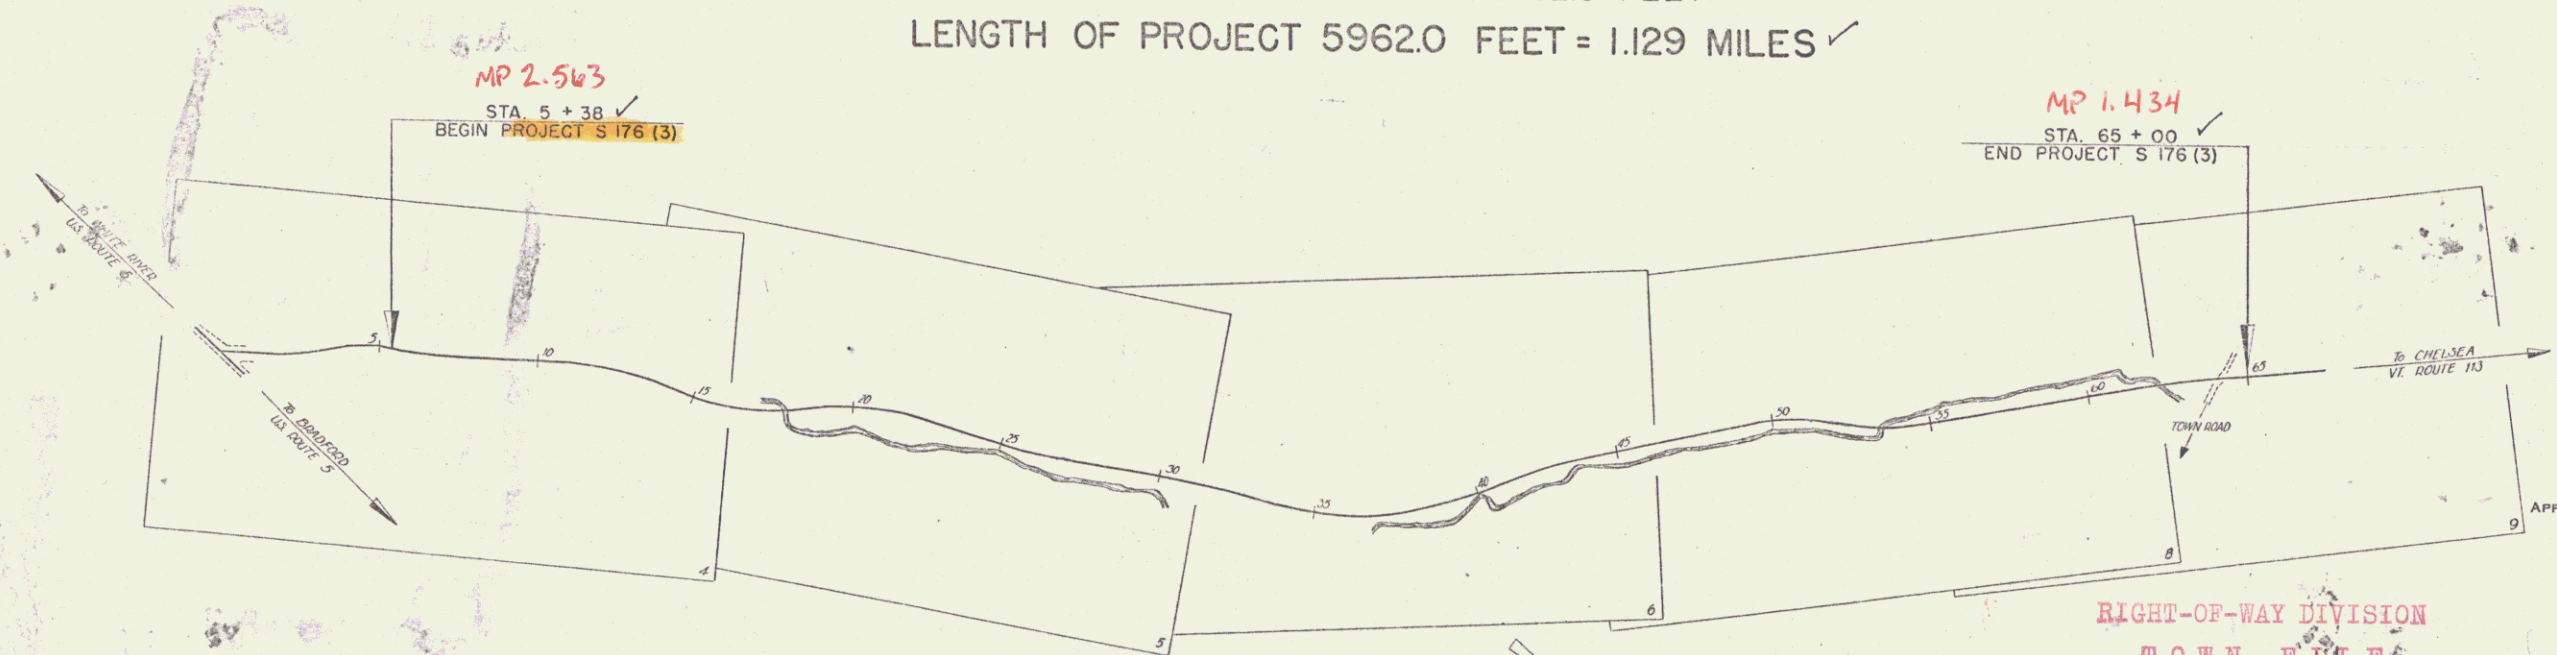 LENGTH OF PROJECT 5962.0 FEET = 1.129 MILES ✓
MP 2.563
STA. 5 + 38 ✓
BEGIN PROJECT S 176 (3)
MP 1.434
STA. 65 + 00 ✓
END PROJECT S 176 (3)
To WHITE RIVER
U.S. ROUTE 5
To BRADFORD
U.S. ROUTE 5
5
10
15
20
25
30
35
40
45
50
55
60
65
To CHELSEA
VT. ROUTE 113
TOWN ROAD
4
5
6
8
9
RIGHT-OF-WAY DIVISION
TOWN FILE